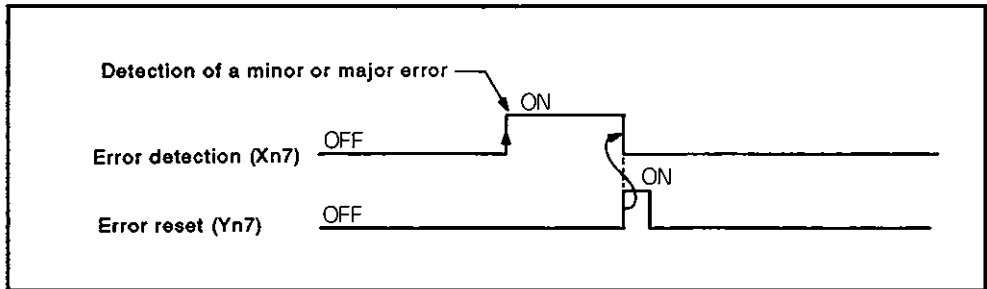 Detection of a minor or major error
ON
OFF
Error detection (Xn7)
ON
OFF
Error reset (Yn7)